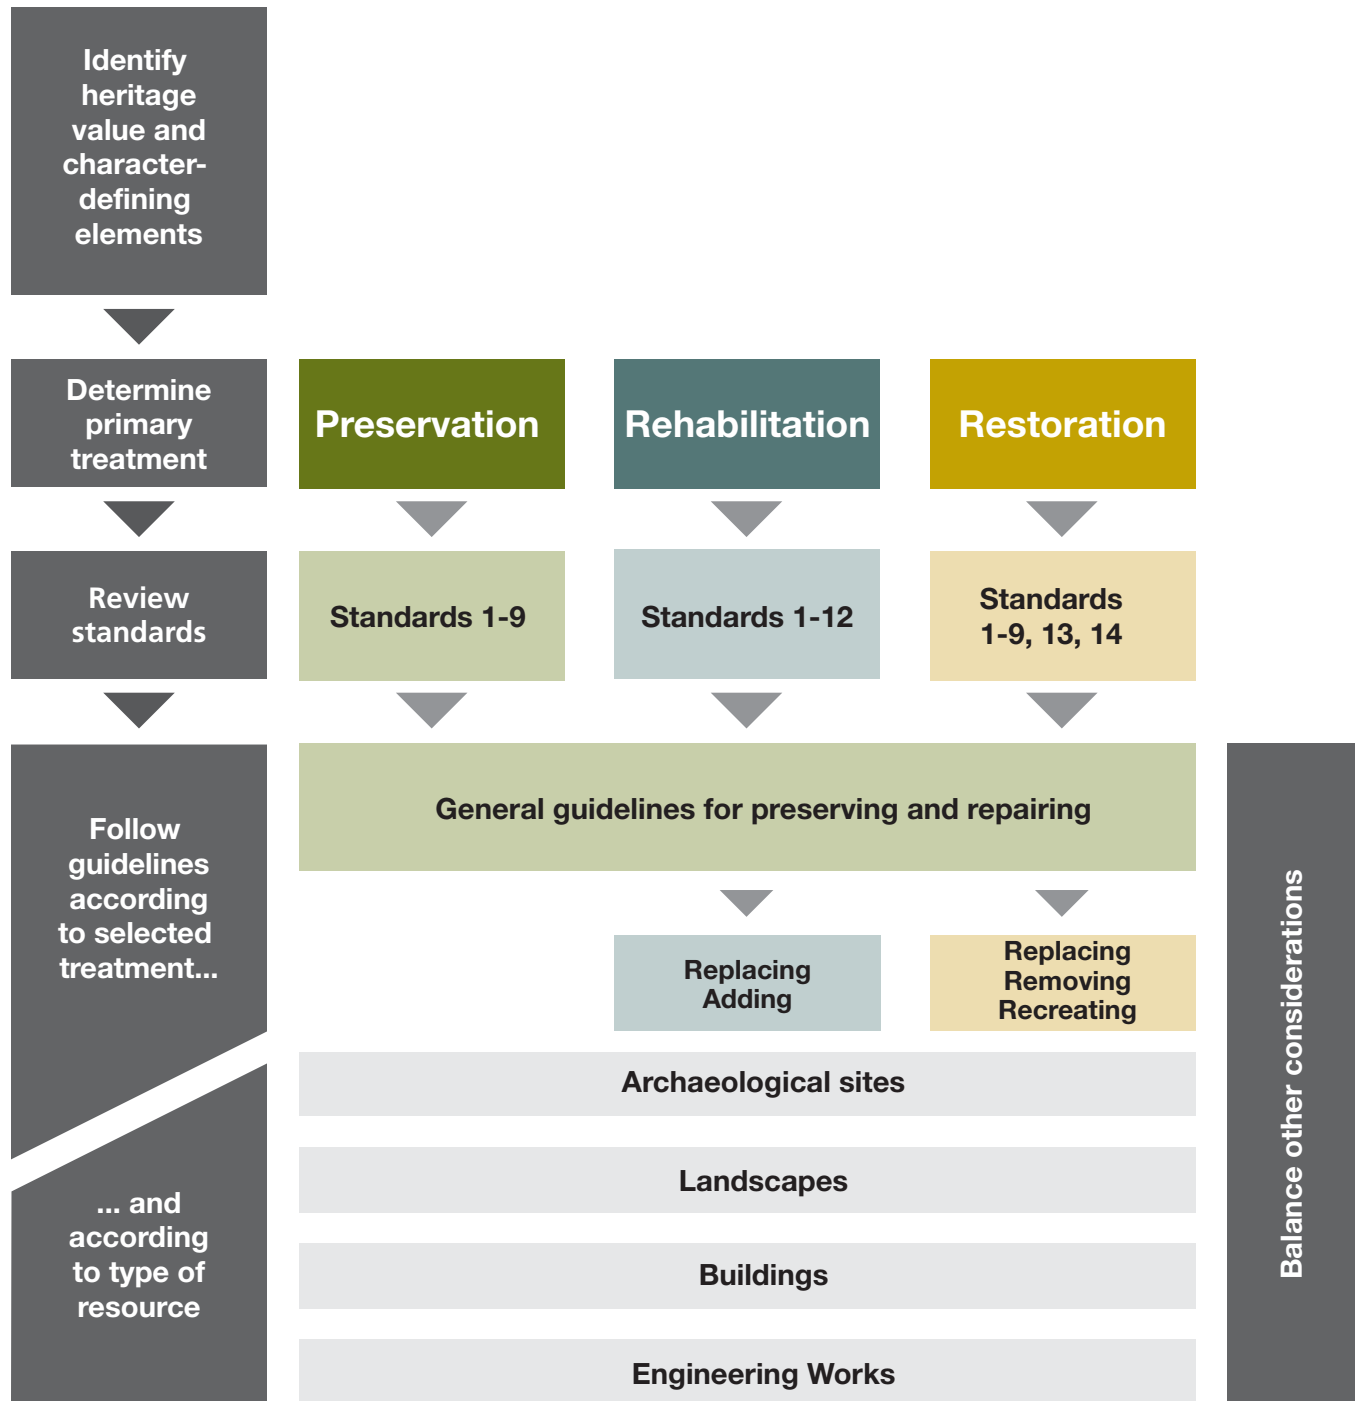 Identify
heritage
value and
character-
defining
elements
Determine
primary
treatment
Preservation
Rehabilitation
Restoration
Review
standards
Standards 1-9
Standards 1-12
Standards
1-9, 13, 14
Follow
guidelines
according
to selected
treatment...
General guidelines for preserving and repairing
Replacing
Adding
Replacing
Removing
Recreating
... and
according
to type of
resource
Archaeological sites
Landscapes
Buildings
Engineering Works
Balance other considerations